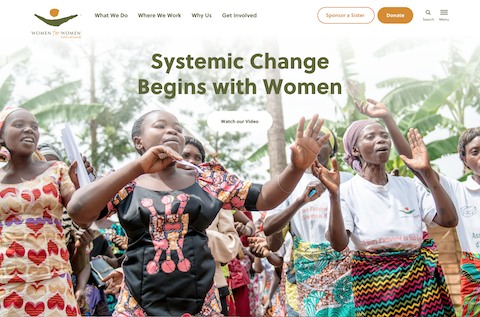 What We Do
Where We Work
Why Us
Get Involved
Sponsor a Sister
Donate
Search
Menu
WOMEN for WOMEN
Systemic Change
Begins with Women
Watch our Video